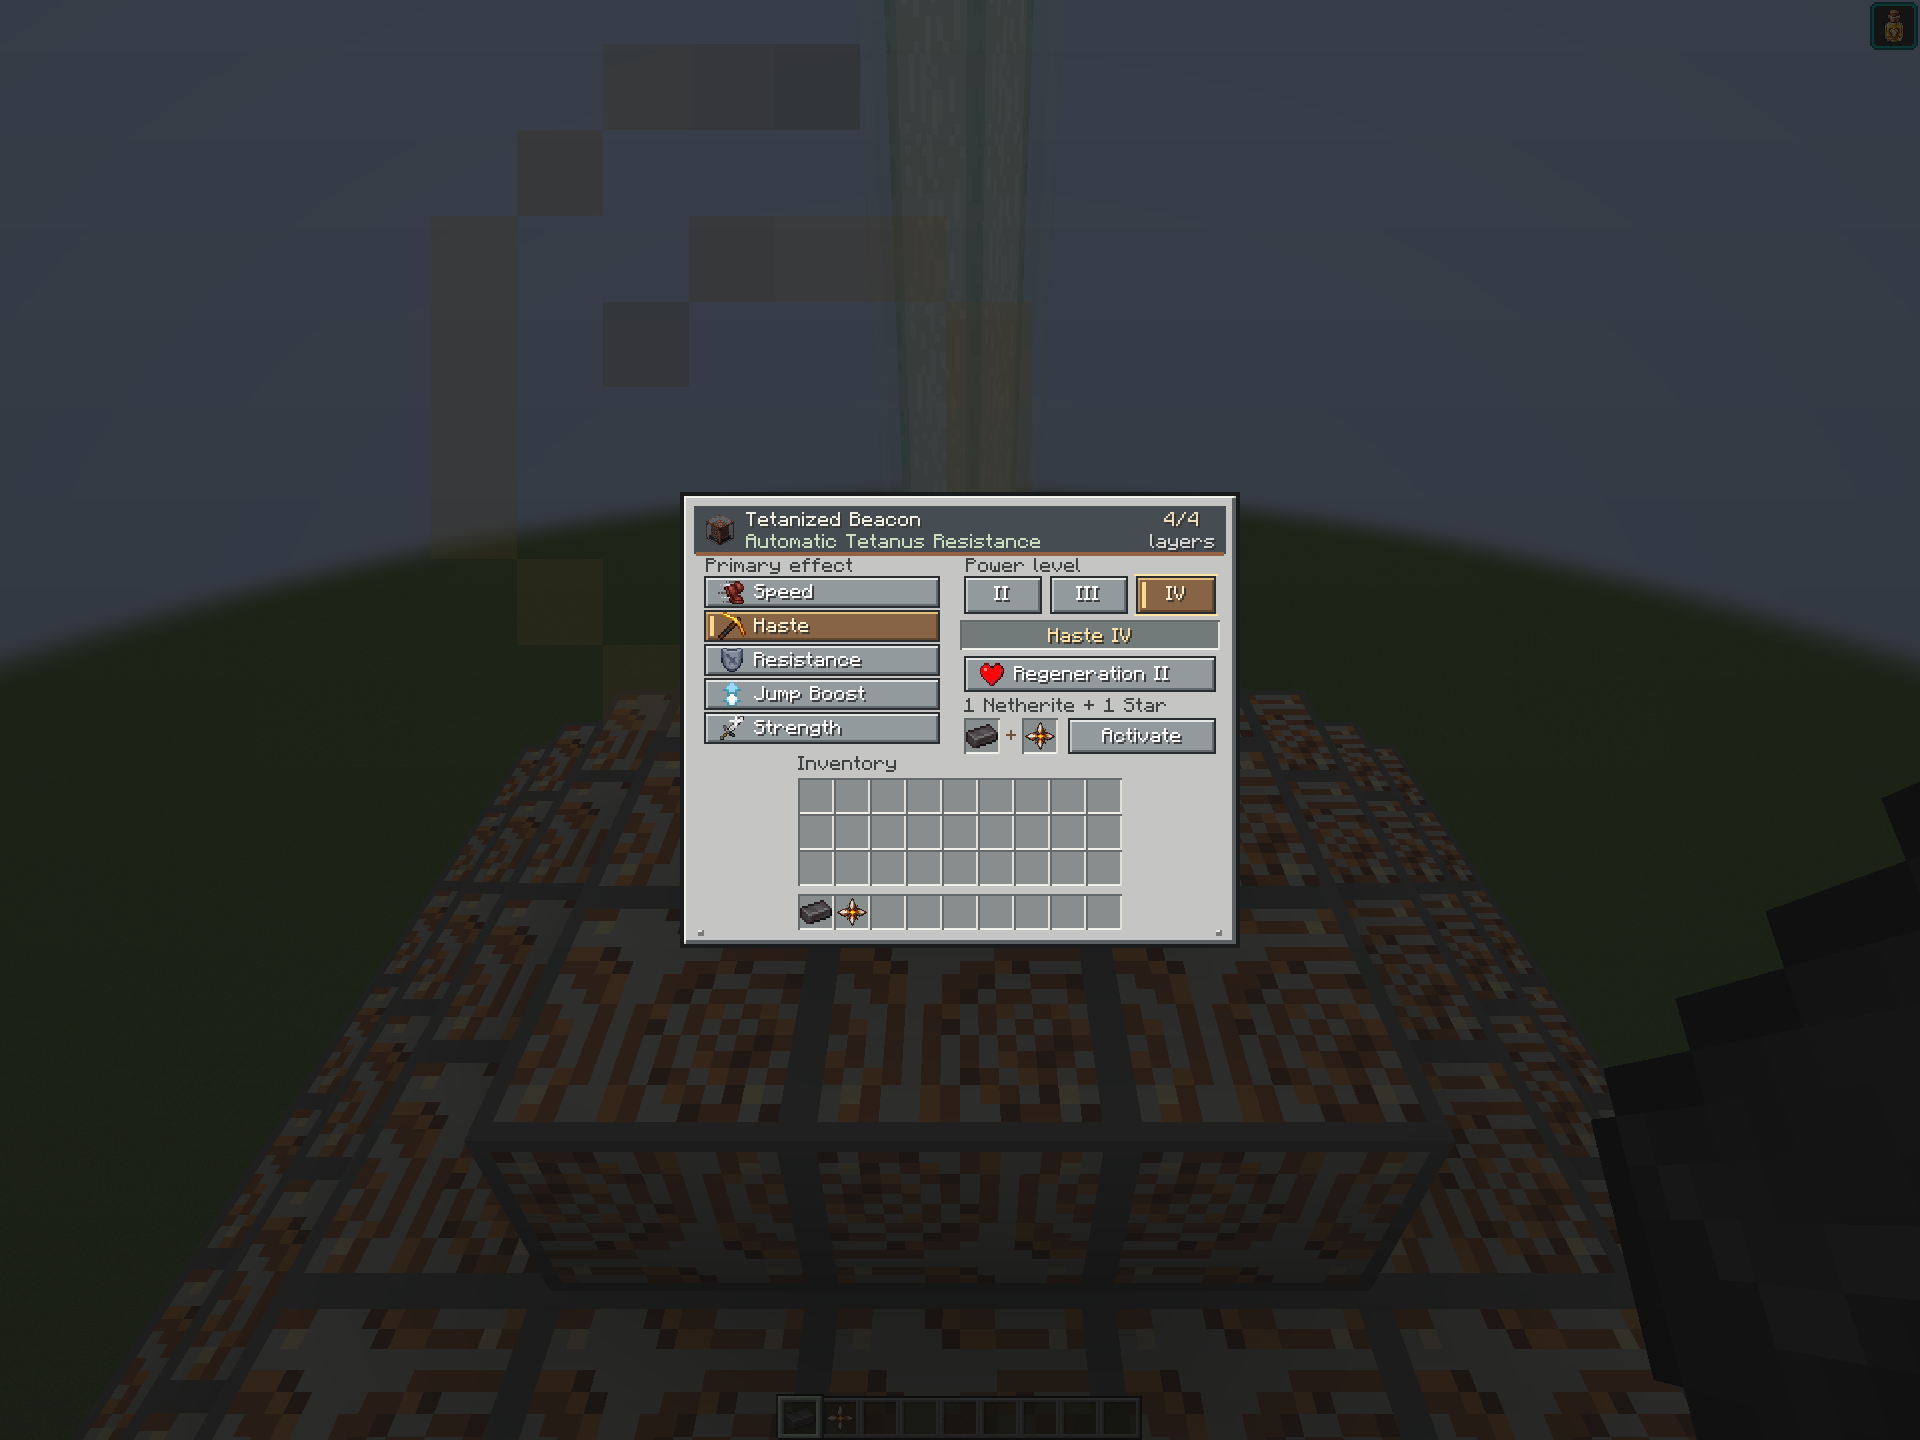 Tetanized Beacon
4/4
Automatic Tetanus Resistance
layers
Primary effect
Power level
Speed
II
III
IV
Haste
Haste IV
Resistance
Regeneration II
Jump Boost
1 Netherite + 1 Star
Strength
+
Activate
Inventory